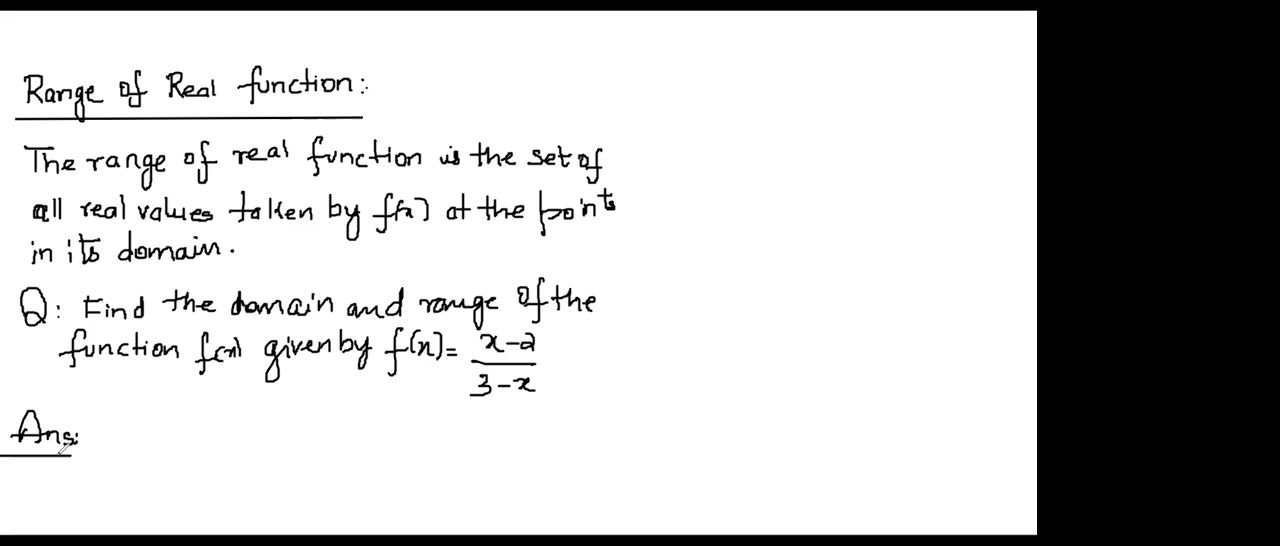 Range of Real function:
The range of real function is the set of
all real values taken by f(x) at the points
in its domain.
Q: Find the domain and range of the
function f(x) given by f(x) = x-2 / 3-x
Ans: